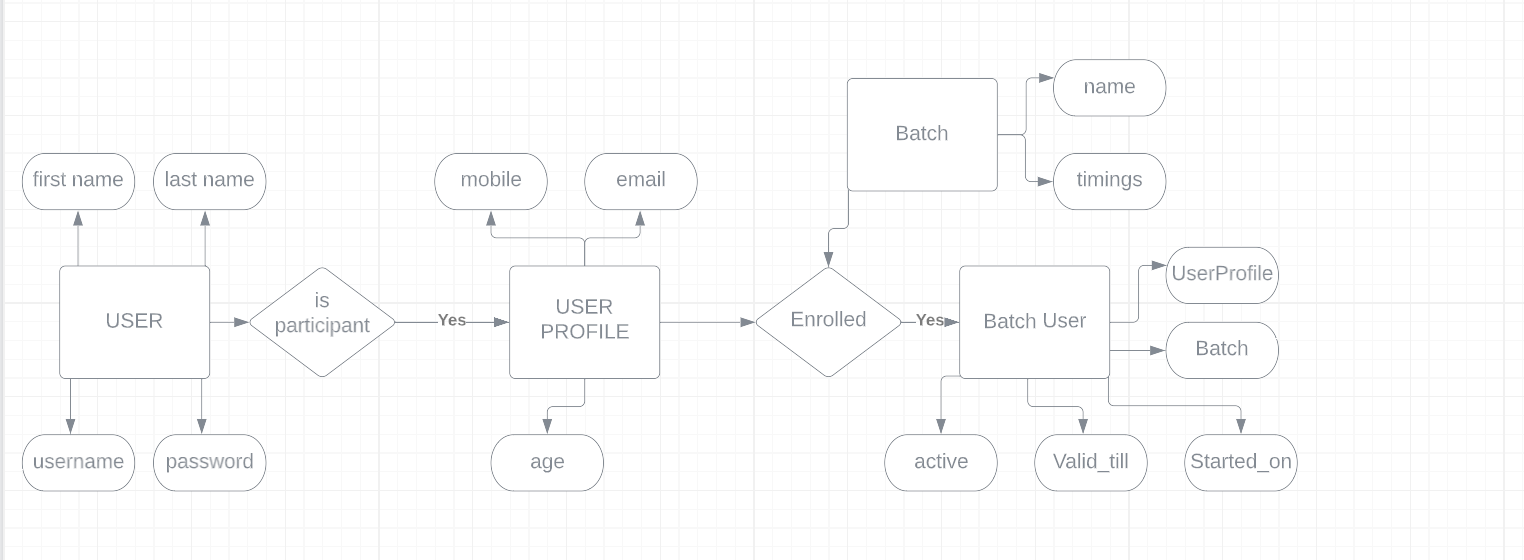 name
Batch
timings
first name
last name
mobile
email
USER
is
participant
Yes
USER
PROFILE
Enrolled
Yes
Batch User
UserProfile
Batch
username
password
age
active
Valid_till
Started_on